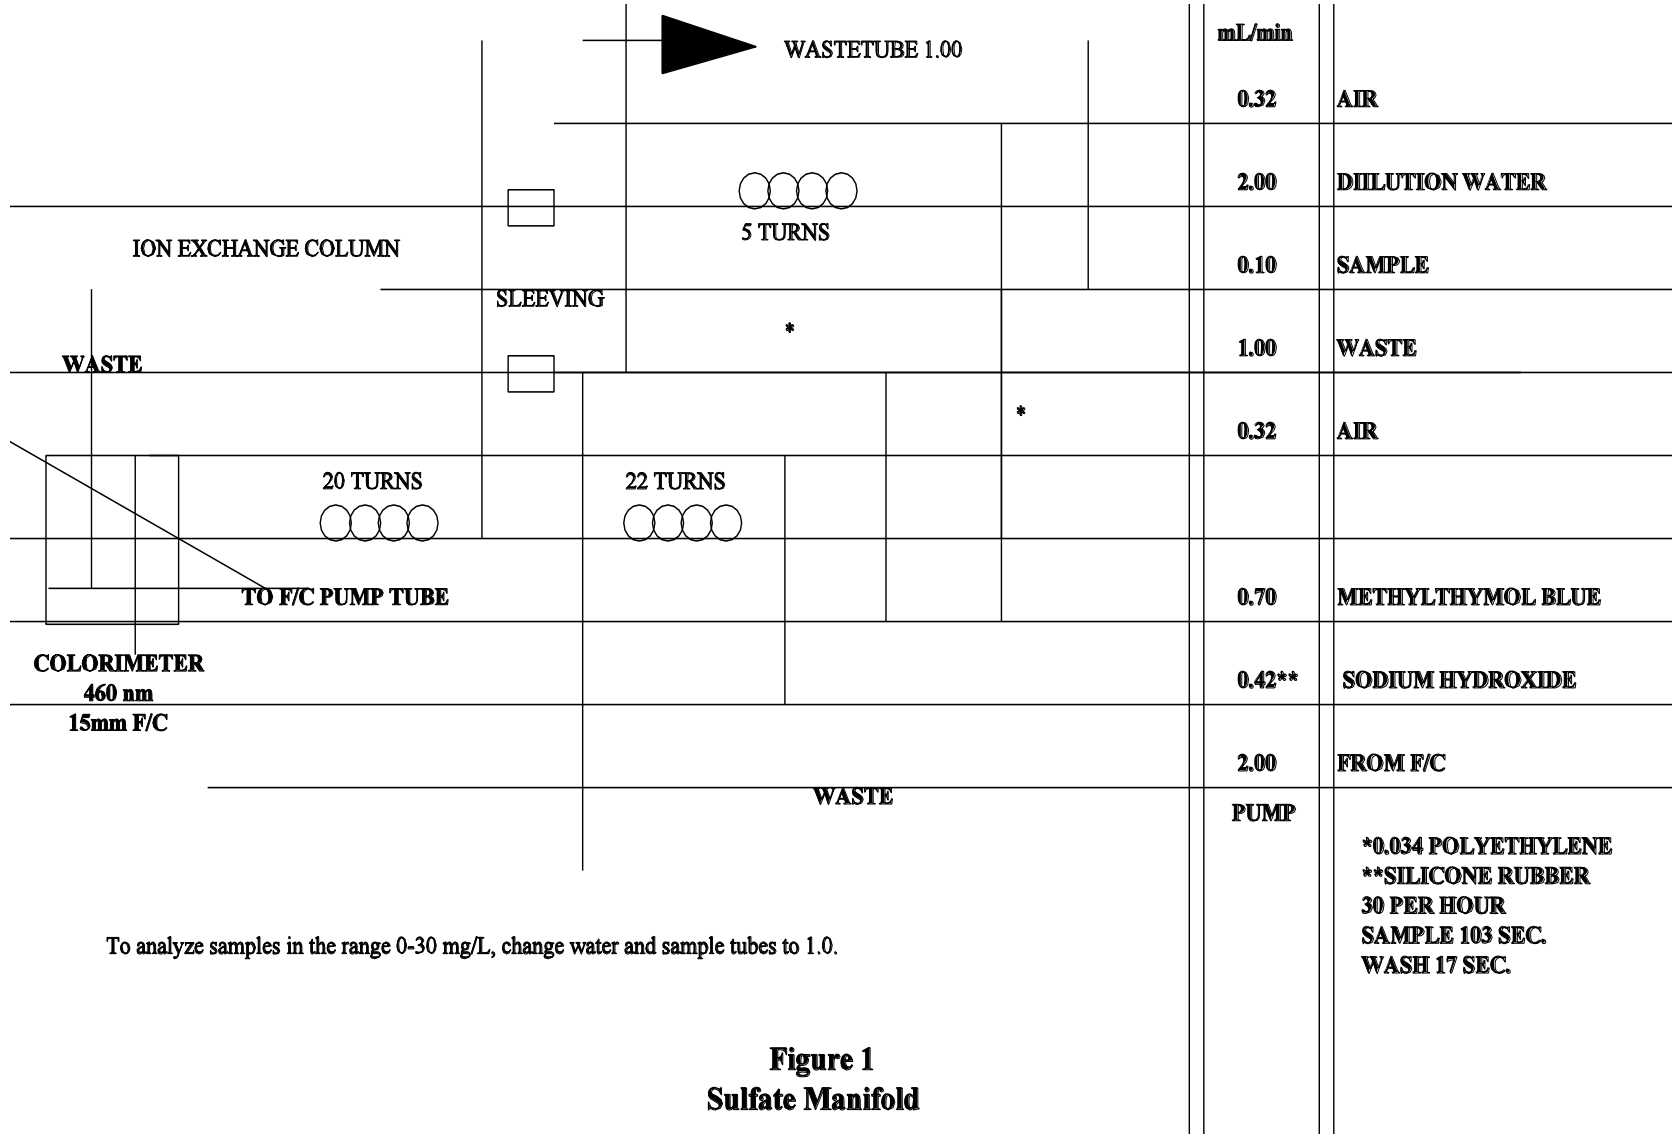 mL/min
WASTETUBE 1.00
0.32 AIR
2.00 DIILUTION WATER
5 TURNS
ION EXCHANGE COLUMN
0.10 SAMPLE
SLEEVING
*
1.00 WASTE
WASTE
*
0.32 AIR
20 TURNS
22 TURNS
TO F/C PUMP TUBE
0.70 METHYLTHYMOL BLUE
COLORIMETER
460 nm
15mm F/C
0.42** SODIUM HYDROXIDE
2.00 FROM F/C
WASTE
PUMP
*0.034 POLYETHYLENE
**SILICONE RUBBER
30 PER HOUR
SAMPLE 103 SEC.
WASH 17 SEC.
To analyze samples in the range 0-30 mg/L, change water and sample tubes to 1.0.
Figure 1
Sulfate Manifold